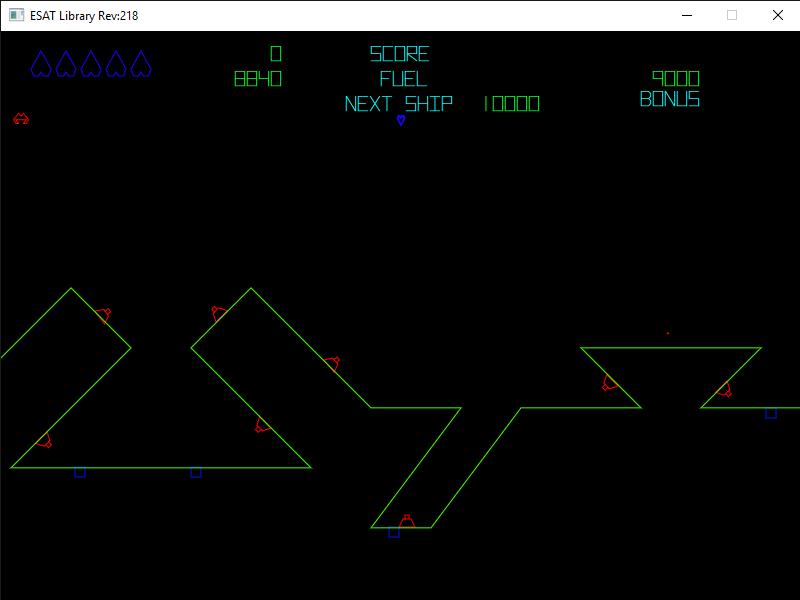 ESAT Library Rev:218
0 SCORE
8840 FUEL 9000
NEXT SHIP 10000 BONUS